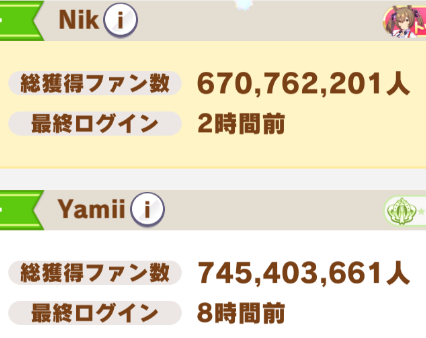 Nik i
総獲得ファン数 670,762,201人
最終ログイン 2時間前
Yamii i
総獲得ファン数 745,403,661人
最終ログイン 8時間前